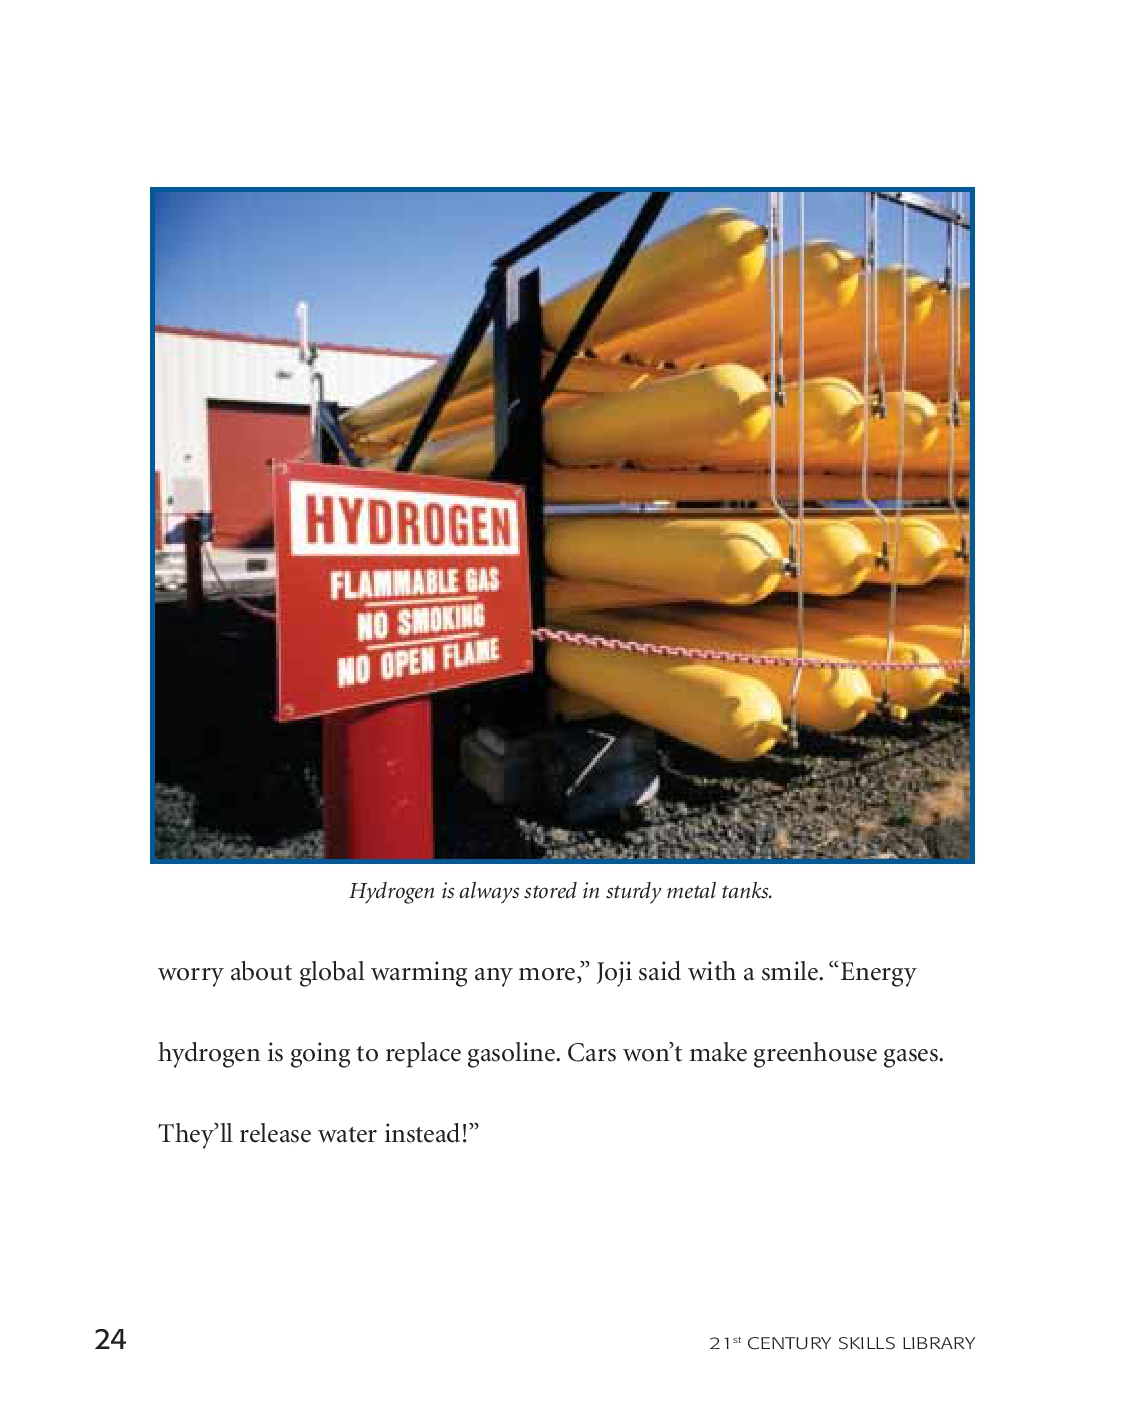 HYDROGEN
FLAMMABLE GAS
NO SMOKING
NO OPEN FLAME
Hydrogen is always stored in sturdy metal tanks.
worry about global warming any more,” Joji said with a smile. “Energy
hydrogen is going to replace gasoline. Cars won’t make greenhouse gases.
They’ll release water instead!”
24
21st CENTURY SKILLS LIBRARY